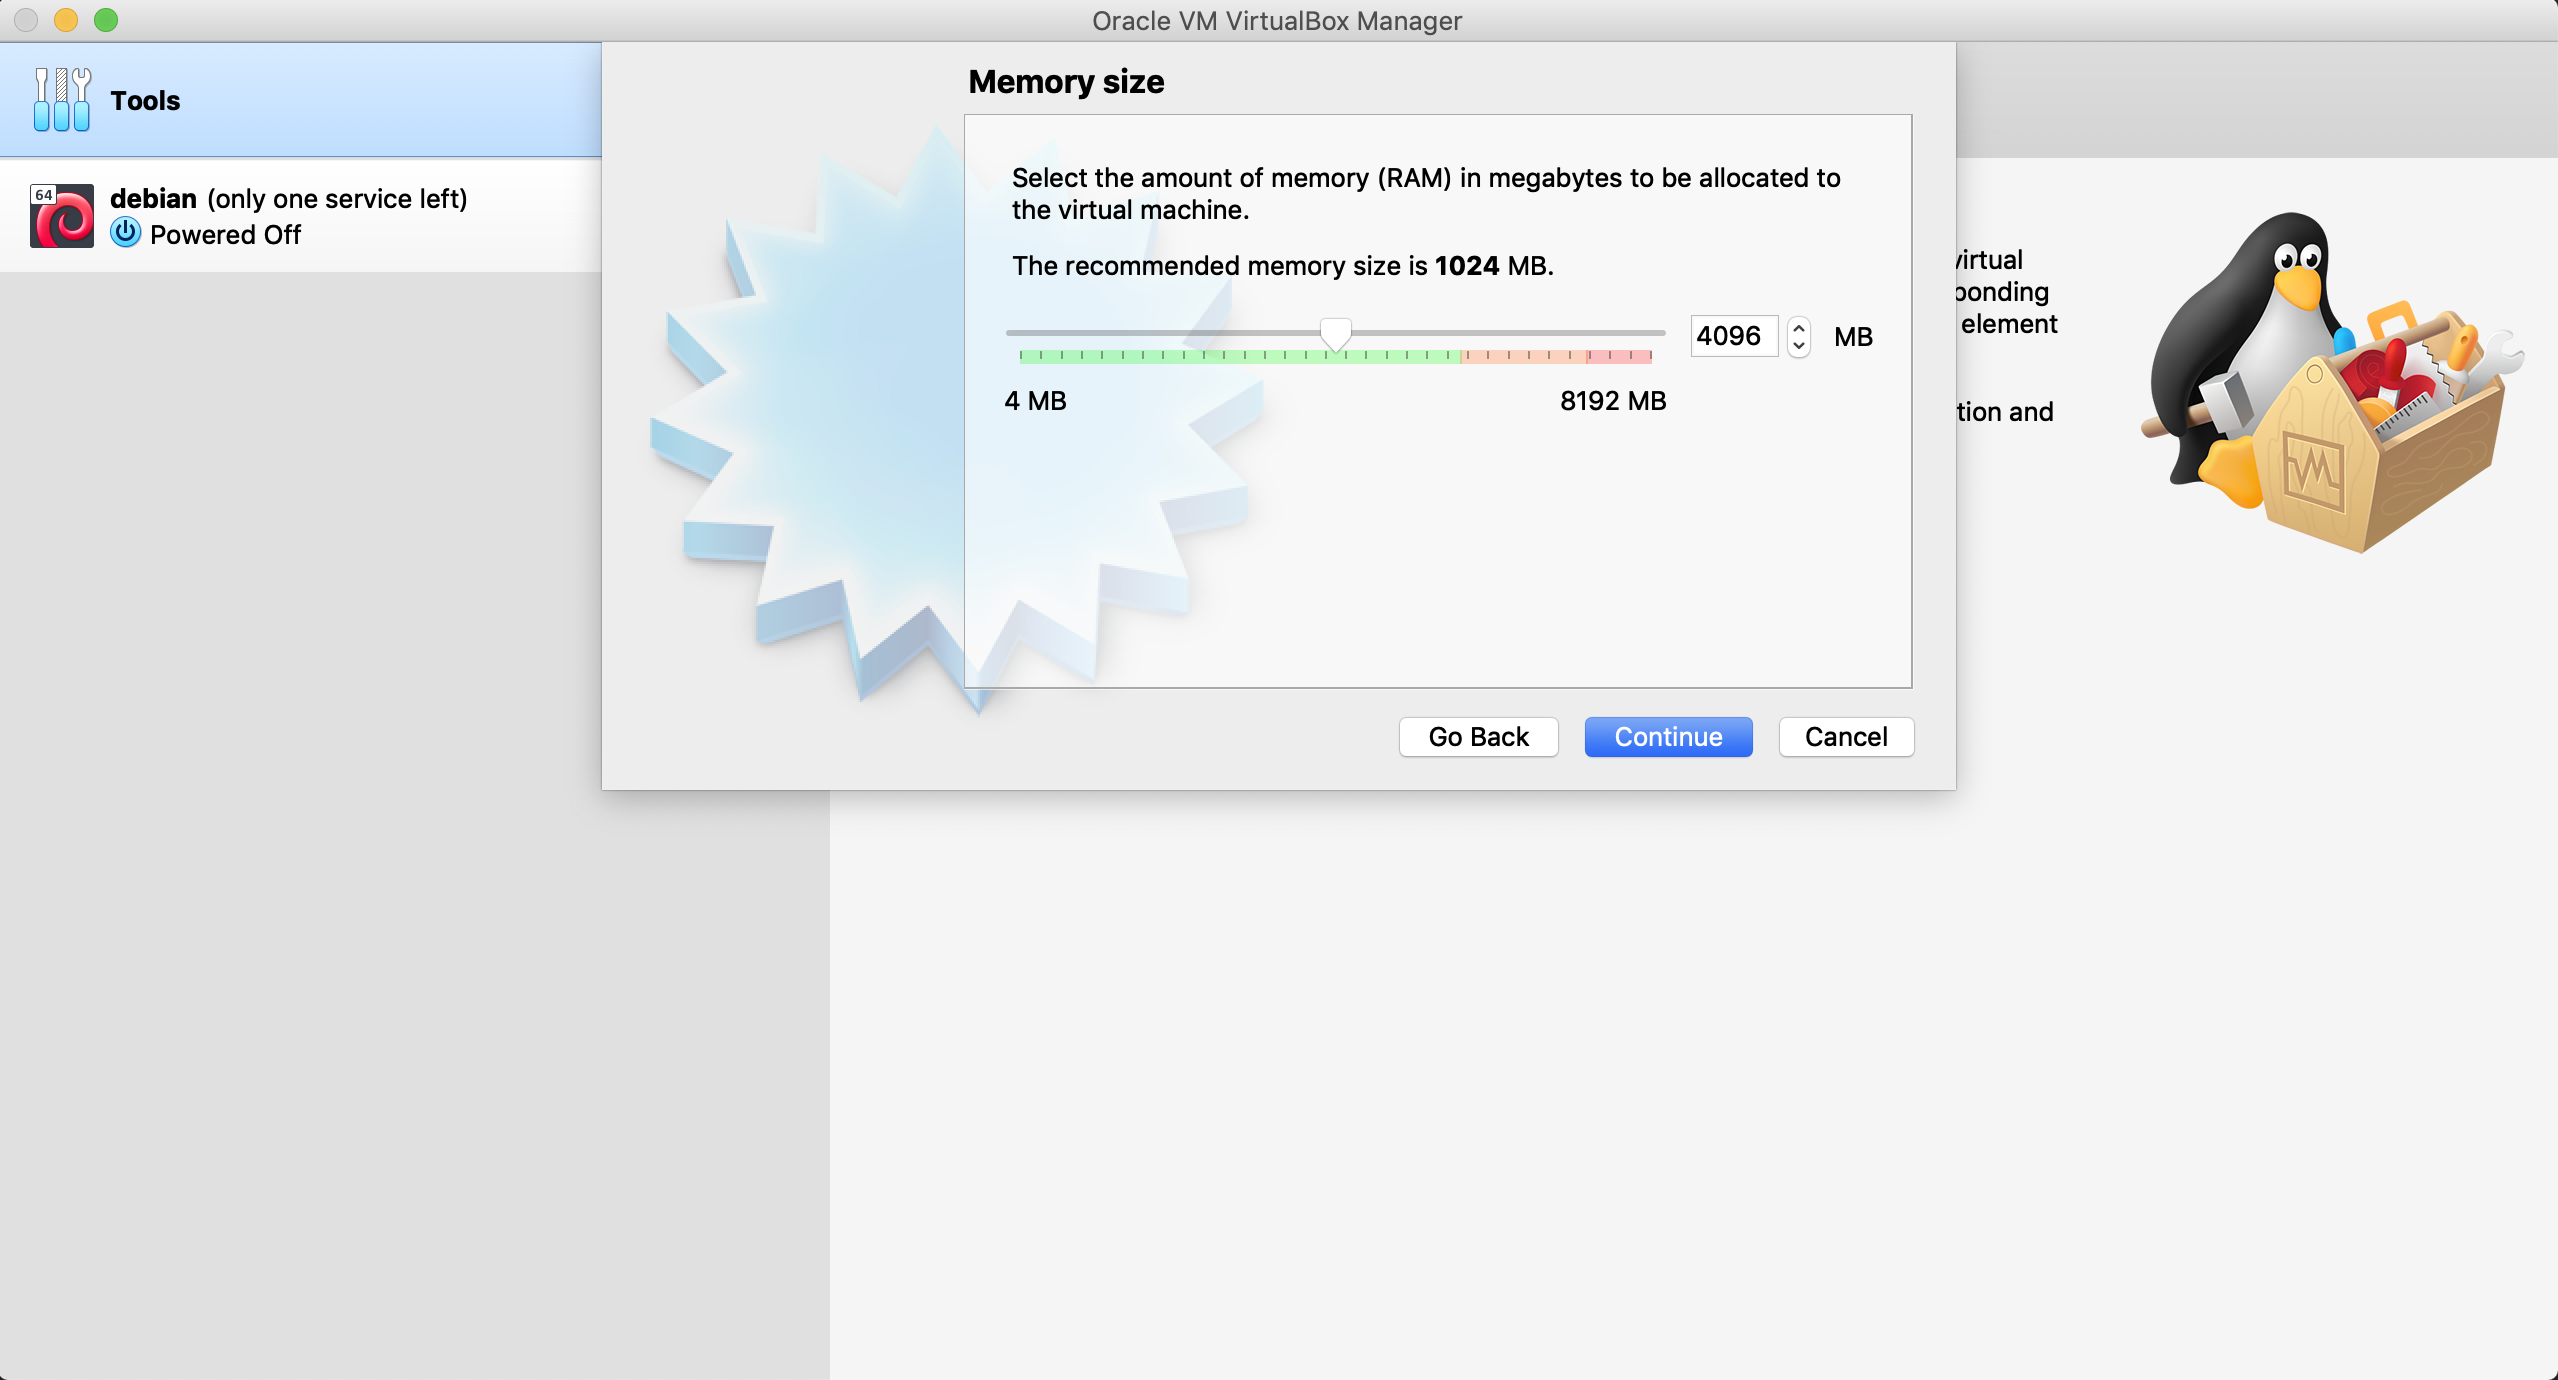 Oracle VM VirtualBox Manager
Tools
64
debian (only one service left)
Powered Off
Memory size
Select the amount of memory (RAM) in megabytes to be allocated to
the virtual machine.
The recommended memory size is 1024 MB.
4096 MB
4 MB 8192 MB
Go Back Continue Cancel
virtual
ponding
element
tion and